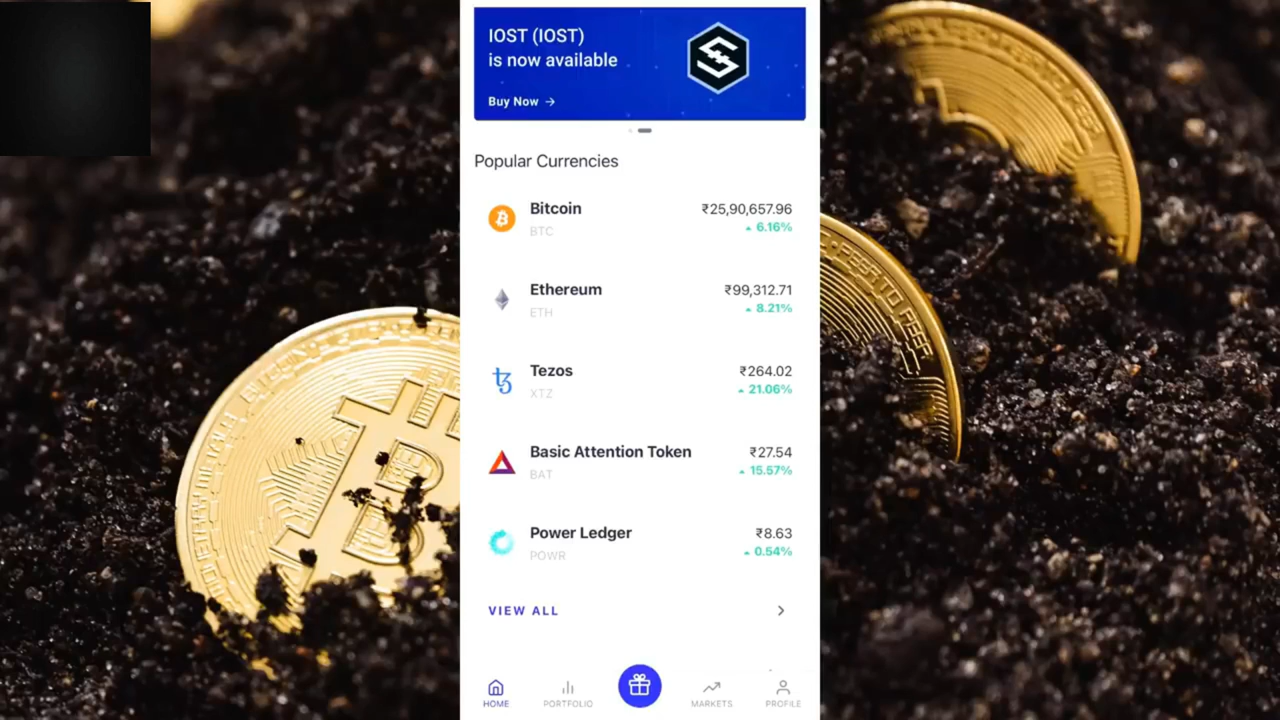 IOST (IOST)
is now available
Buy Now →
Popular Currencies
Bitcoin ₹25,90,657.96
BTC 6.16%
Ethereum ₹99,312.71
ETH 8.21%
Tezos ₹264.02
XTZ 21.06%
Basic Attention Token ₹27.54
BAT 15.57%
Power Ledger ₹8.63
POWR 0.54%
VIEW ALL
HOME PORTFOLIO MARKETS PROFILE